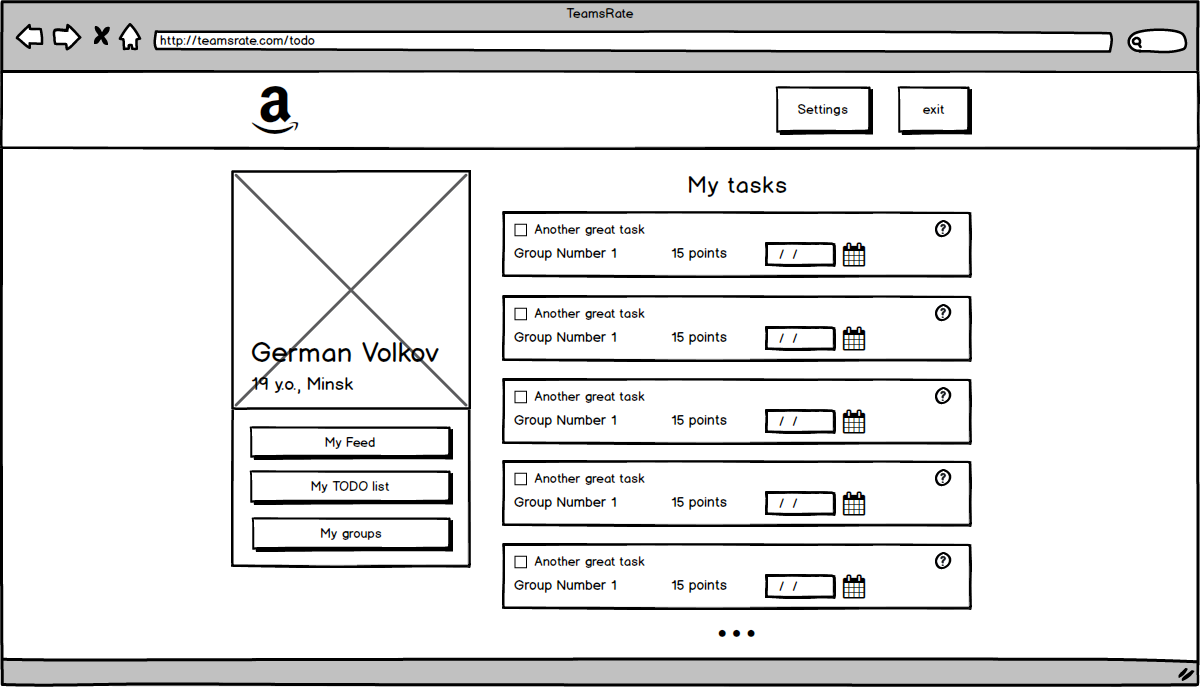 TeamsRate
http://teamsrate.com/todo
a
Settings
exit
German Volkov
19 y.o., Minsk
My Feed
My TODO list
My groups
My tasks
Another great task
?
Group Number 1
15 points
/ /
Another great task
?
Group Number 1
15 points
/ /
Another great task
?
Group Number 1
15 points
/ /
Another great task
?
Group Number 1
15 points
/ /
Another great task
?
Group Number 1
15 points
/ /